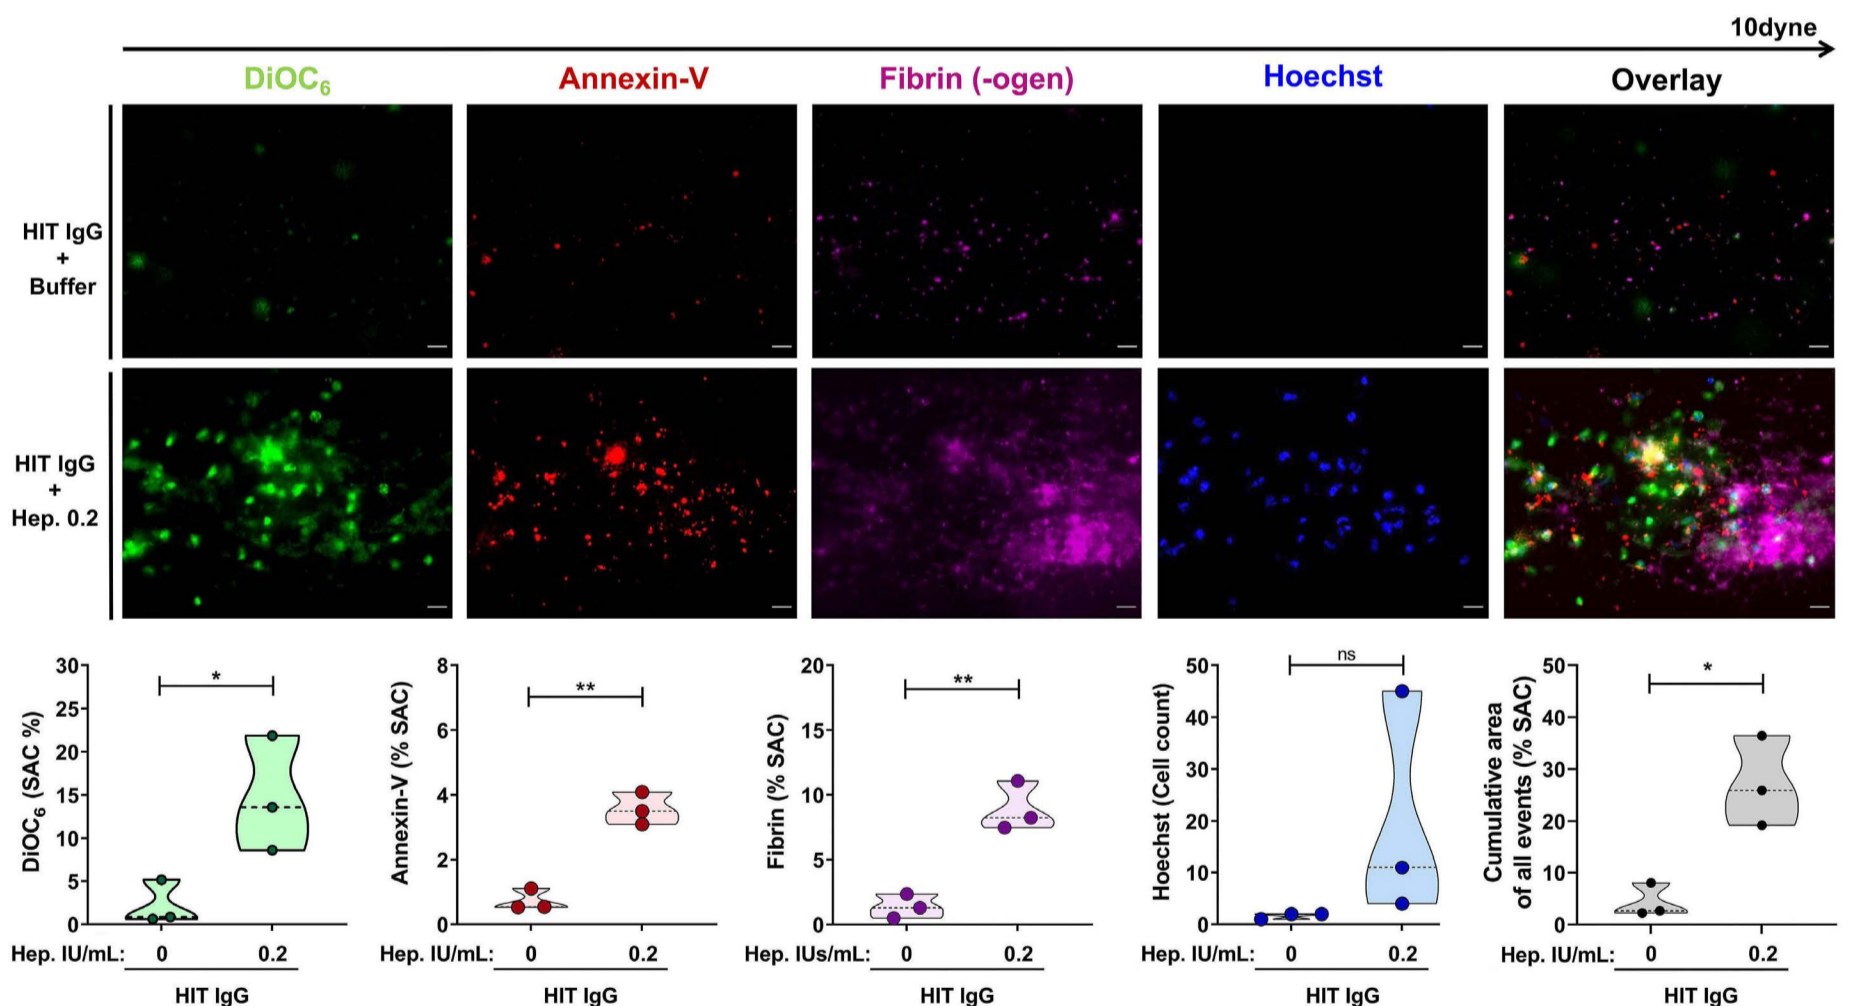 10dyne
DiOC6
Annexin-V
Fibrin (-ogen)
Hoechst
Overlay
HIT IgG
+
Buffer
HIT IgG
+
Hep. 0.2
DiOC6 (SAC %)
30
25
20
15
10
5
0
*
Hep. IU/mL: 0 0.2
HIT IgG
Annexin-V (% SAC)
8
6
4
2
0
**
Hep. IU/mL: 0 0.2
HIT IgG
Fibrin (% SAC)
20
15
10
5
0
**
Hep. IUs/mL: 0 0.2
HIT IgG
Hoechst (Cell count)
50
40
30
20
10
0
ns
Hep. IU/mL: 0 0.2
HIT IgG
Cumulative area
of all events (% SAC)
50
40
30
20
10
0
*
Hep. IU/mL: 0 0.2
HIT IgG